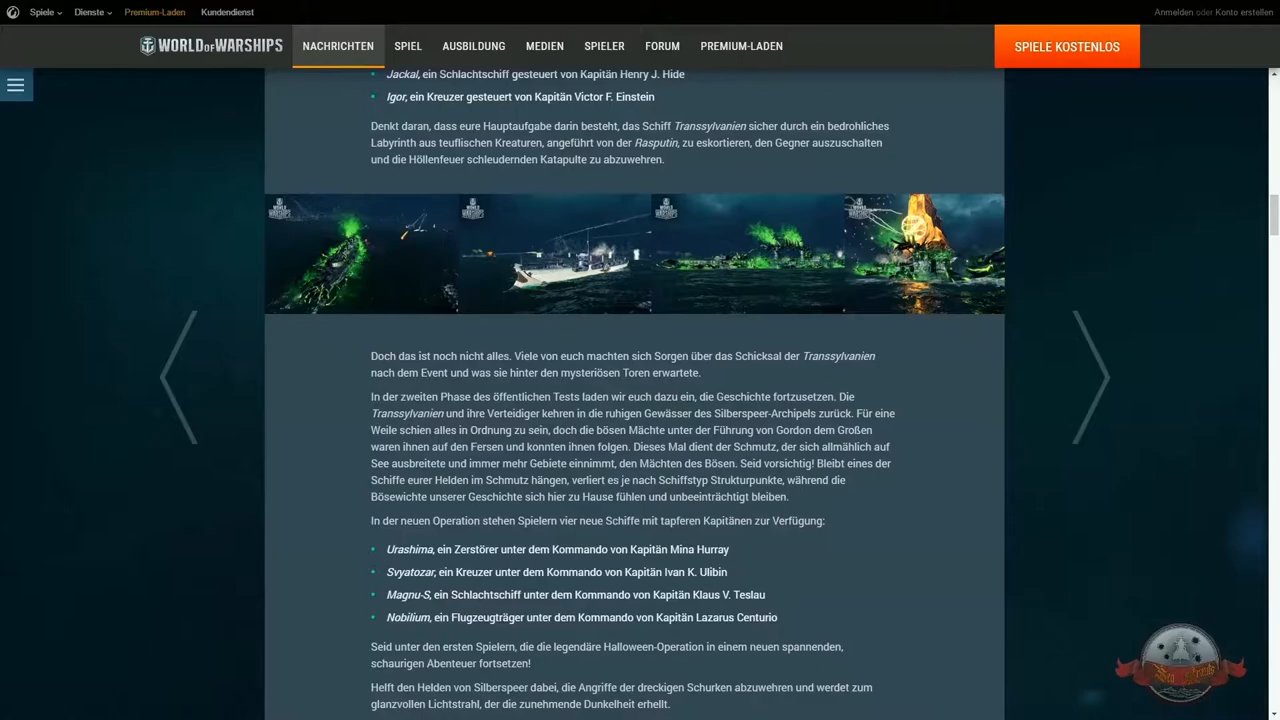 Spiele Dienste Premium-Laden Kundendienst Anmelden oder Konto erstellen
WORLD OF WARSHIPS NACHRICHTEN SPIEL AUSBILDUNG MEDIEN SPIELER FORUM PREMIUM-LADEN SPIELE KOSTENLOS
• Jackal, ein Schlachtschiff gesteuert von Kapitän Henry J. Hide
• Igor, ein Kreuzer gesteuert von Kapitän Victor F. Einstein
Denkt daran, dass eure Hauptaufgabe darin besteht, das Schiff Transsylvanien sicher durch ein bedrohliches
Labyrinth aus teuflischen Kreaturen, angeführt von der Rasputin, zu eskortieren, den Gegner auszuschalten
und die Höllenfeuer schleudernden Katapulte zu abzuwehren.
WORLD OF WARSHIPS WORLD OF WARSHIPS WORLD OF WARSHIPS WORLD OF WARSHIPS
Doch das ist noch nicht alles. Viele von euch machten sich Sorgen über das Schicksal der Transsylvanien
nach dem Event und was sie hinter den mysteriösen Toren erwartete.
In der zweiten Phase des öffentlichen Tests laden wir euch dazu ein, die Geschichte fortzusetzen. Die
Transsylvanien und ihre Verteidiger kehren in die ruhigen Gewässer des Silberspeer-Archipels zurück. Für eine
Weile schien alles in Ordnung zu sein, doch die bösen Mächte unter der Führung von Gordon dem Großen
waren ihnen auf den Fersen und konnten ihnen folgen. Dieses Mal dient der Schmutz, der sich allmählich auf
See ausbreitete und immer mehr Gebiete einnimmt, den Mächten des Bösen. Seid vorsichtig! Bleibt eines der
Schiffe eurer Helden im Schmutz hängen, verliert es je nach Schiffstyp Strukturpunkte, während die
Bösewichte unserer Geschichte sich hier zu Hause fühlen und unbeeinträchtigt bleiben.
In der neuen Operation stehen Spielern vier neue Schiffe mit tapferen Kapitänen zur Verfügung:
• Urashima, ein Zerstörer unter dem Kommando von Kapitän Mina Hurray
• Svyatozar, ein Kreuzer unter dem Kommando von Kapitän Ivan K. Ulibin
• Magnu-S, ein Schlachtschiff unter dem Kommando von Kapitän Klaus V. Teslau
• Nobilium, ein Flugzeugträger unter dem Kommando von Kapitän Lazarus Centurio
Seid unter den ersten Spielern, die die legendäre Halloween-Operation in einem neuen spannenden,
schaurigen Abenteuer fortsetzen!
Helft den Helden von Silberspeer dabei, die Angriffe der dreckigen Schurken abzuwehren und werdet zum
glanzvollen Lichtstrahl, der die zunehmende Dunkelheit erhellt.